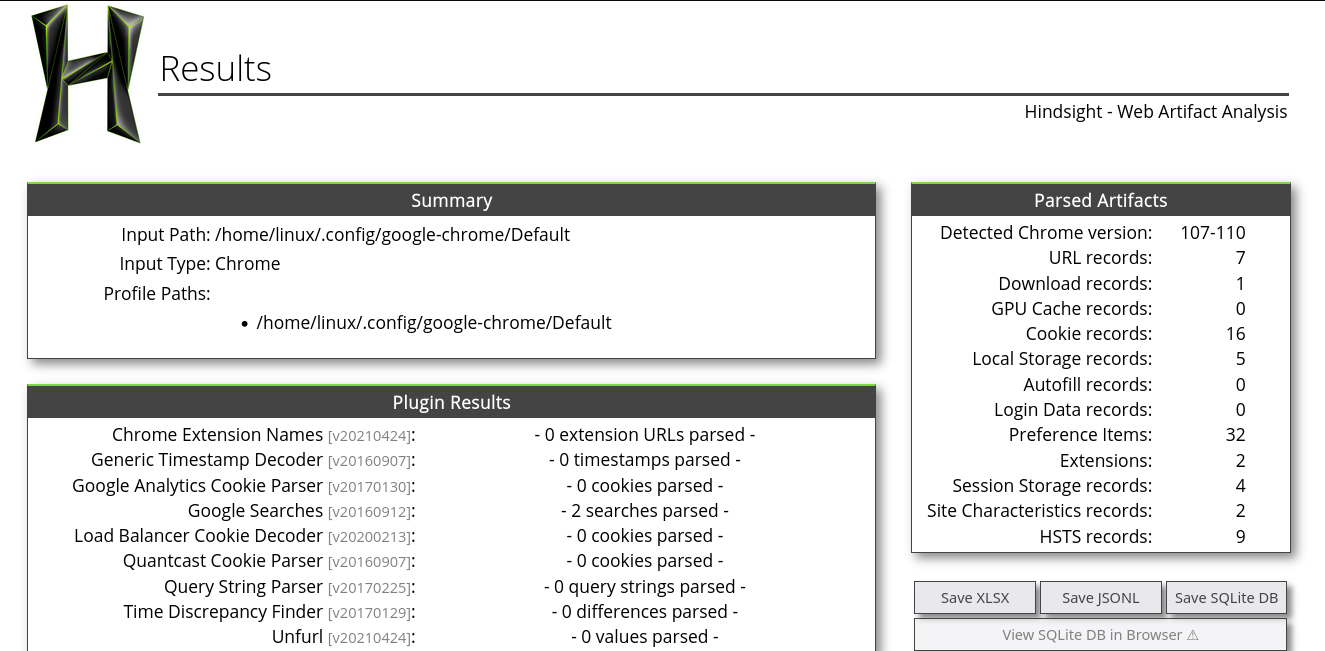 Results
Hindsight - Web Artifact Analysis
Summary
Input Path: /home/linux/.config/google-chrome/Default
Input Type: Chrome
Profile Paths:
• /home/linux/.config/google-chrome/Default
Plugin Results
Chrome Extension Names [v20210424]: - 0 extension URLs parsed -
Generic Timestamp Decoder [v20160907]: - 0 timestamps parsed -
Google Analytics Cookie Parser [v20170130]: - 0 cookies parsed -
Google Searches [v20160912]: - 2 searches parsed -
Load Balancer Cookie Decoder [v20200213]: - 0 cookies parsed -
Quantcast Cookie Parser [v20160907]: - 0 cookies parsed -
Query String Parser [v20170225]: - 0 query strings parsed -
Time Discrepancy Finder [v20170129]: - 0 differences parsed -
Unfurl [v20210424]: - 0 values parsed -
Parsed Artifacts
Detected Chrome version: 107-110
URL records: 7
Download records: 1
GPU Cache records: 0
Cookie records: 16
Local Storage records: 5
Autofill records: 0
Login Data records: 0
Preference Items: 32
Extensions: 2
Session Storage records: 4
Site Characteristics records: 2
HSTS records: 9
Save XLSX Save JSONL Save SQLite DB
View SQLite DB in Browser ⚠